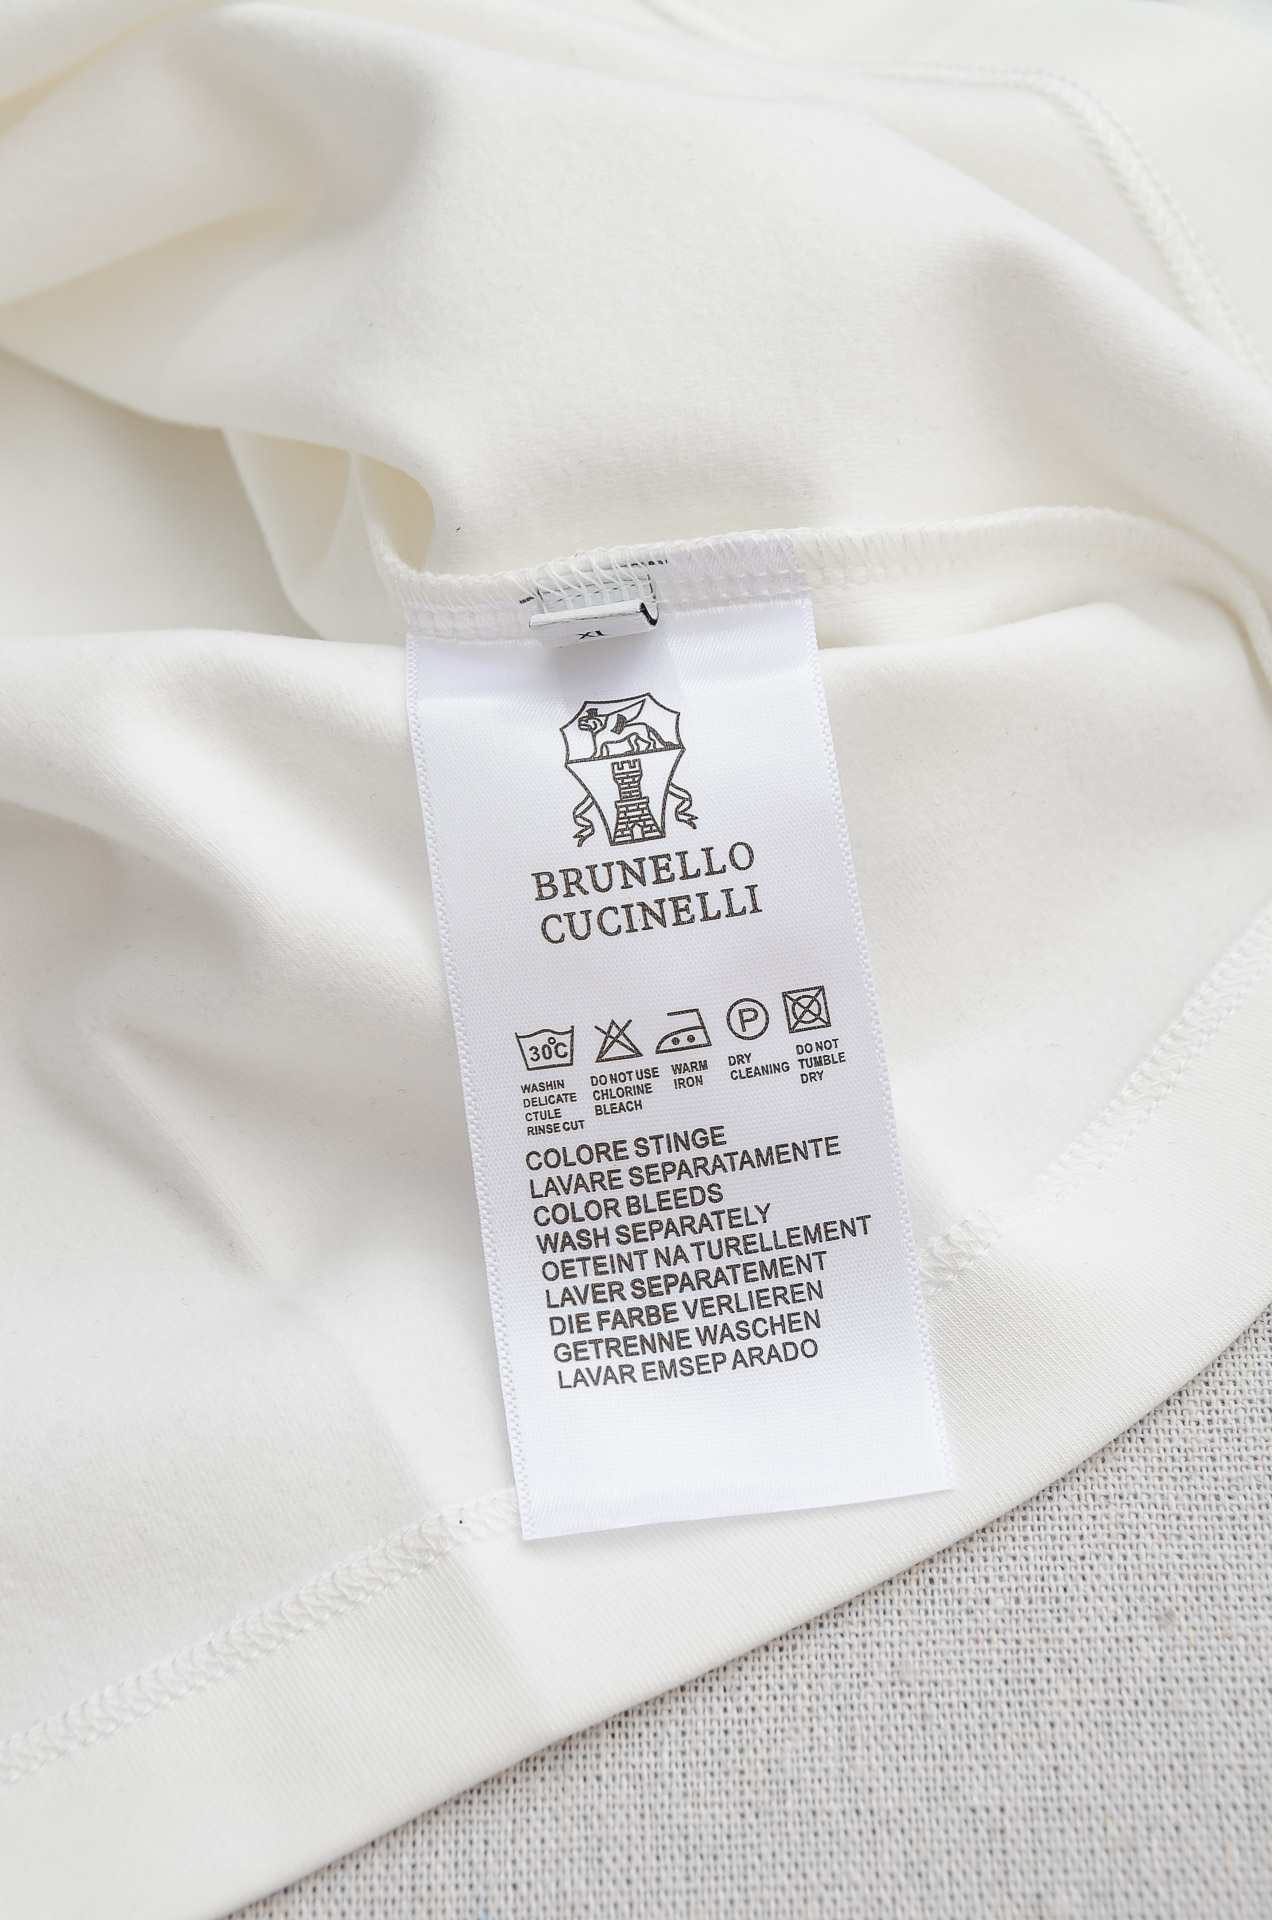 XL
BRUNELLO
CUCINELLI
30°C
P
WASHIN
DELICATE
CTULE
RINSE CUT
DO NOT USE
CHLORINE
BLEACH
WARM
IRON
DRY
CLEANING
DO NOT
TUMBLE
DRY
COLORE STINGE
LAVARE SEPARATAMENTE
COLOR BLEEDS
WASH SEPARATELY
OETEINT NA TURELLEMENT
LAVER SEPARATEMENT
DIE FARBE VERLIEREN
GETRENNE WASCHEN
LAVAR EMSEP ARADO